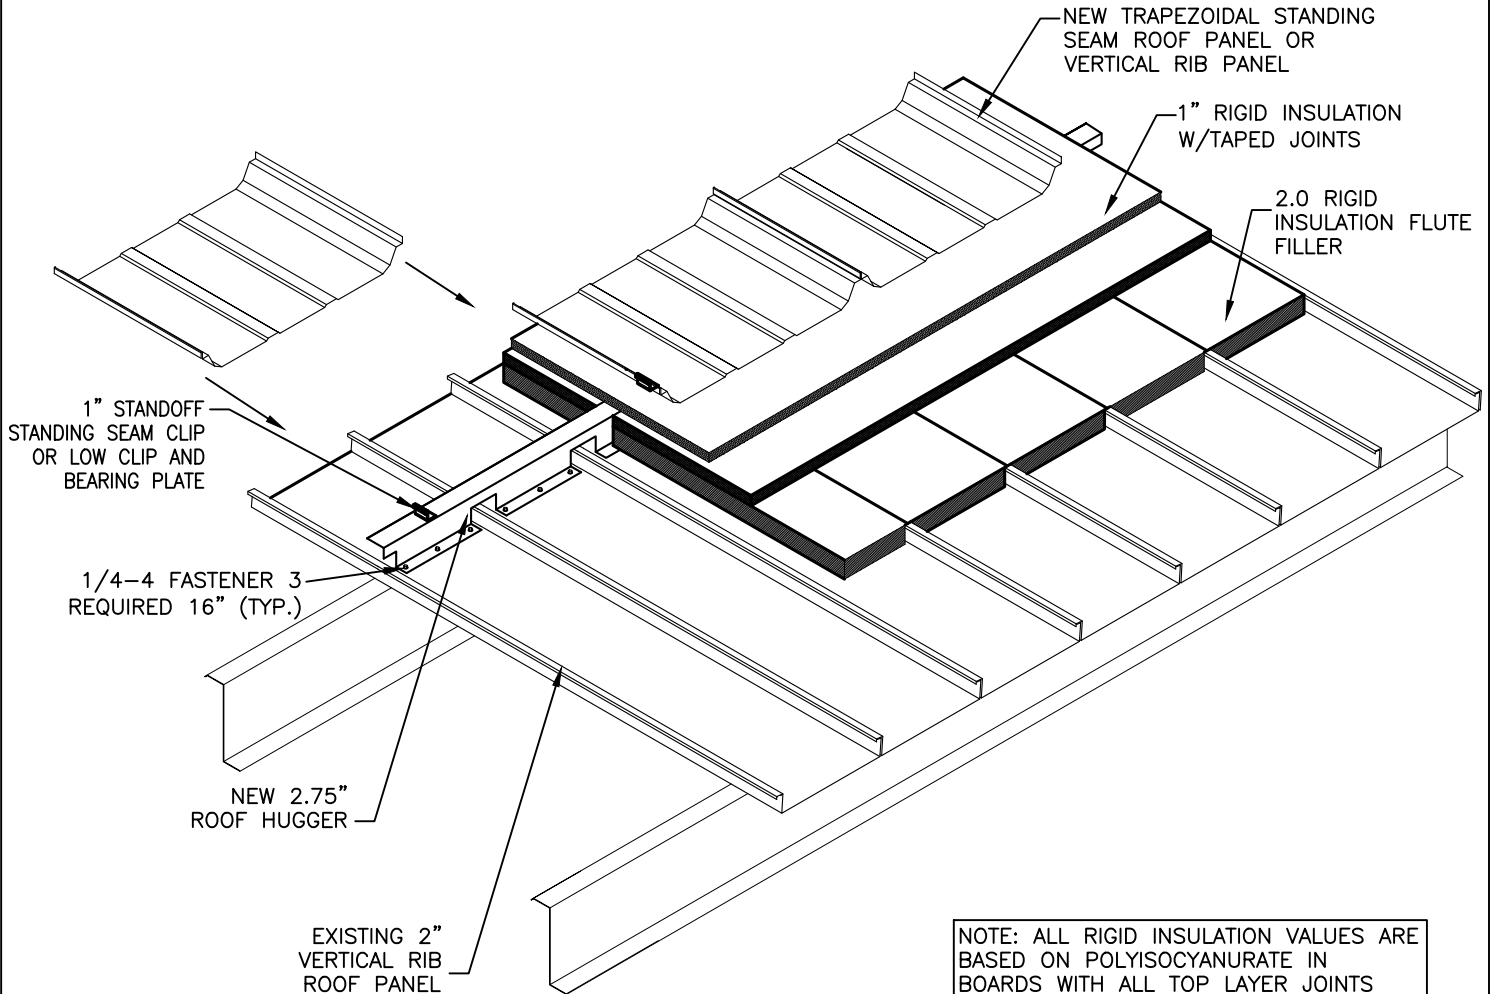 NEW TRAPEZOIDAL STANDING
SEAM ROOF PANEL OR
VERTICAL RIB PANEL
1” RIGID INSULATION
W/TAPED JOINTS
2.0 RIGID
INSULATION FLUTE
FILLER
1” STANDOFF
STANDING SEAM CLIP
OR LOW CLIP AND
BEARING PLATE
1/4-4 FASTENER 3
REQUIRED 16” (TYP.)
NEW 2.75”
ROOF HUGGER
EXISTING 2”
VERTICAL RIB
ROOF PANEL
NOTE: ALL RIGID INSULATION VALUES ARE
BASED ON POLYISOCYANURATE IN
BOARDS WITH ALL TOP LAYER JOINTS